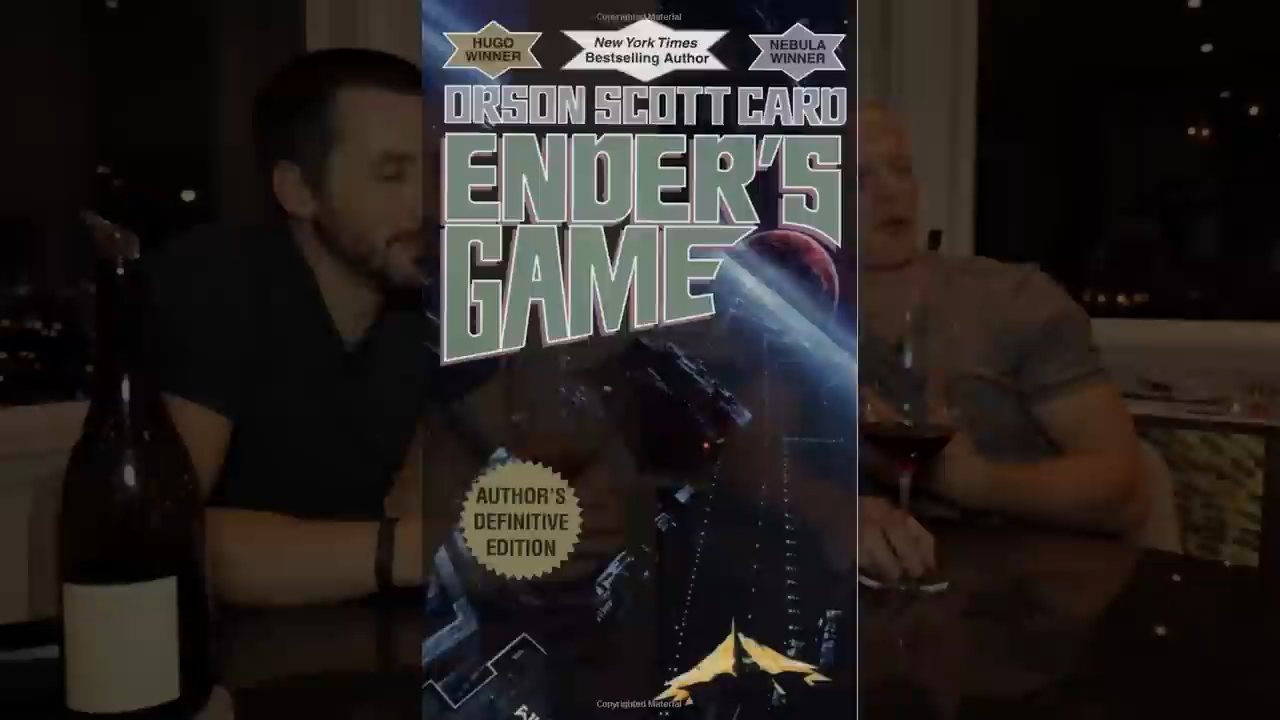 Copyrighted Material
HUGO
WINNER
New York Times
Bestselling Author
NEBULA
WINNER
ORSON SCOTT CARD
ENDER'S
GAME
AUTHOR'S
DEFINITIVE
EDITION
Copyrighted Material